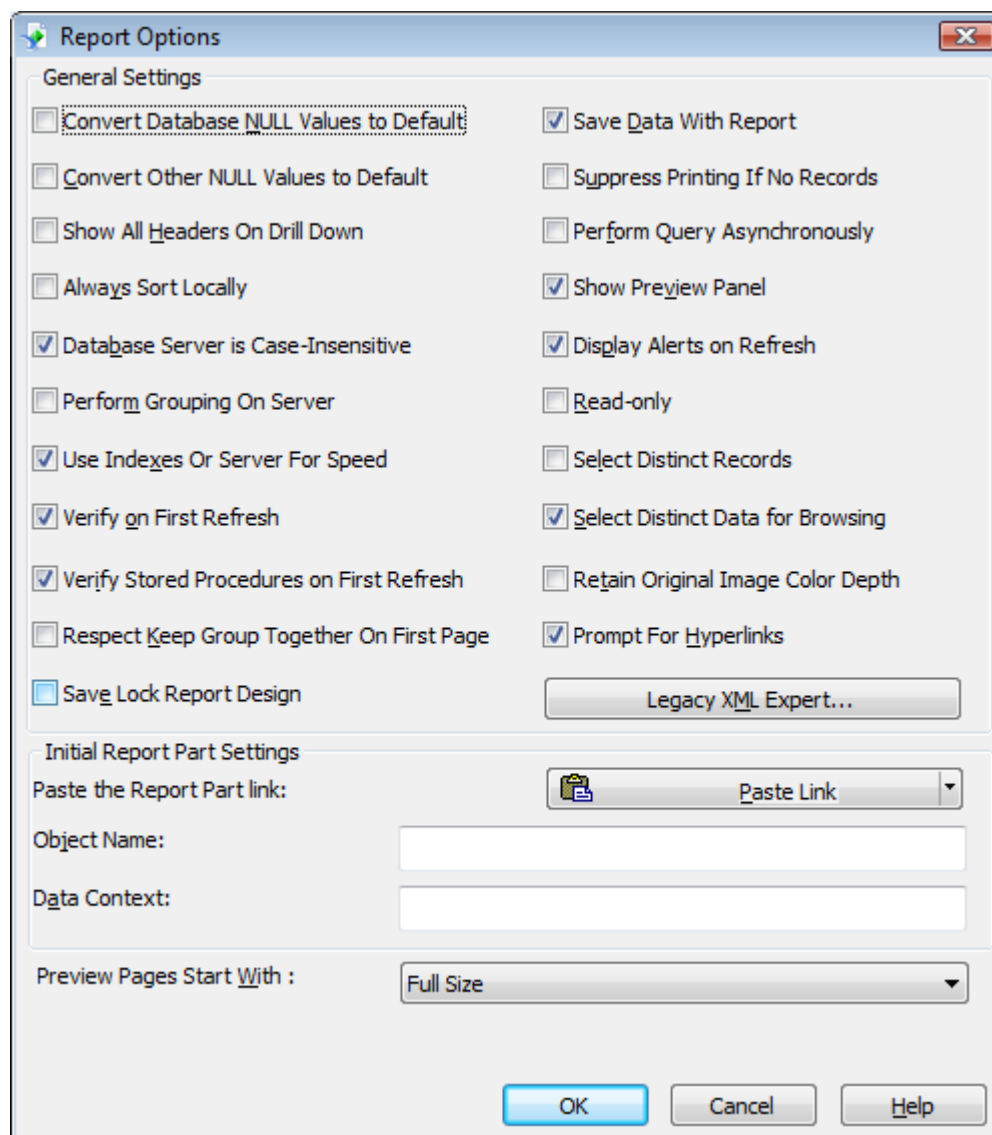 Report Options
General Settings
Convert Database NULL Values to Default
Save Data With Report
Convert Other NULL Values to Default
Suppress Printing If No Records
Show All Headers On Drill Down
Perform Query Asynchronously
Always Sort Locally
Show Preview Panel
Database Server is Case-Insensitive
Display Alerts on Refresh
Perform Grouping On Server
Read-only
Use Indexes Or Server For Speed
Select Distinct Records
Verify on First Refresh
Select Distinct Data for Browsing
Verify Stored Procedures on First Refresh
Retain Original Image Color Depth
Respect Keep Group Together On First Page
Prompt For Hyperlinks
Save Lock Report Design
Legacy XML Expert...
Initial Report Part Settings
Paste the Report Part link:
Paste Link
Object Name:
Data Context:
Preview Pages Start With :
Full Size
OK
Cancel
Help